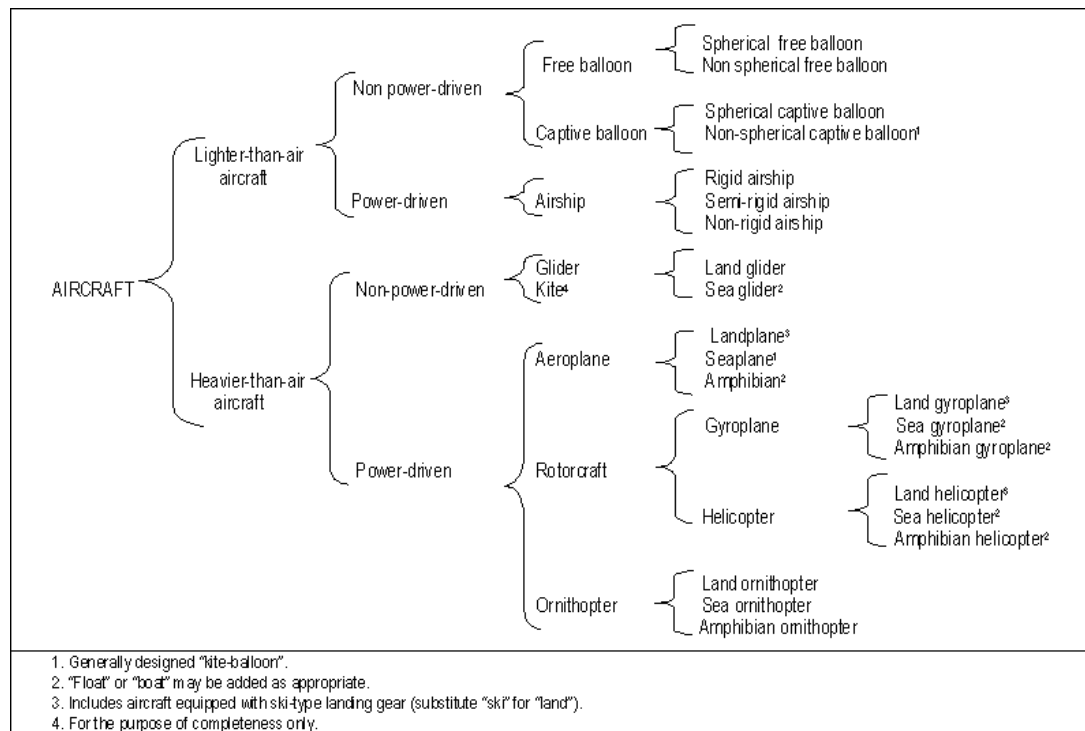 Spherical free balloon
Free balloon
Non spherical free balloon
Non power-driven
Spherical captive balloon
Captive balloon
Non-spherical captive balloon¹
Lighter-than-air
aircraft
Rigid airship
Power-driven
Airship
Semi-rigid airship
Non-rigid airship
AIRCRAFT
Non-power-driven
Glider
Kite⁴
Land glider
Sea glider²
Heavier-than-air
aircraft
Aeroplane
Landplane³
Seaplane¹
Amphibian²
Power-driven
Rotorcraft
Gyroplane
Land gyroplane³
Sea gyroplane²
Amphibian gyroplane²
Helicopter
Land helicopter³
Sea helicopter²
Amphibian helicopter²
Ornithopter
Land ornithopter
Sea ornithopter
Amphibian ornithopter
1. Generally designed “kite-balloon”.
2. “Float” or “boat” may be added as appropriate.
3. Includes aircraft equipped with ski-type landing gear (substitute “ski” for “land”).
4. For the purpose of completeness only.